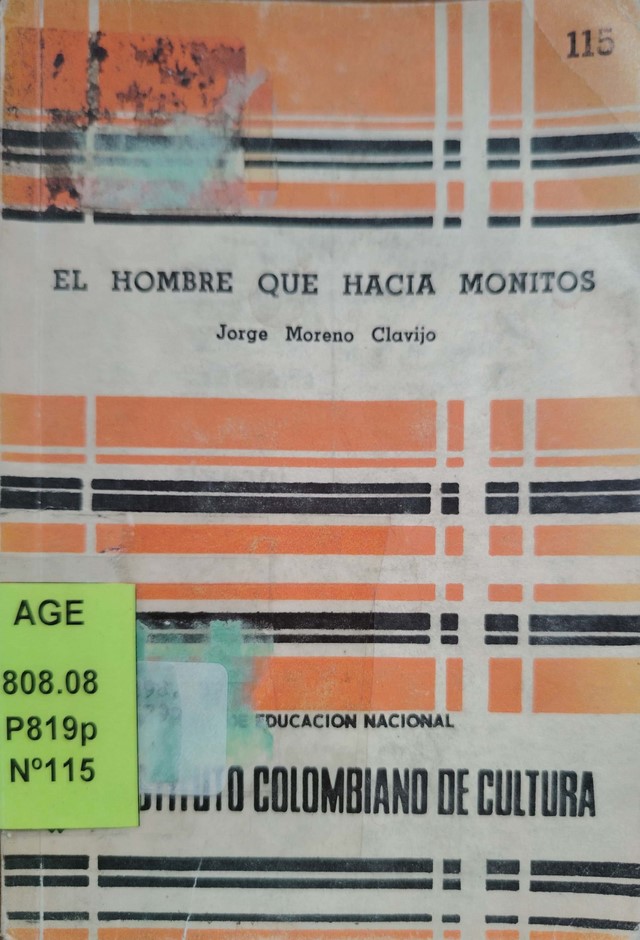 115
EL HOMBRE QUE HACIA MONITOS
Jorge Moreno Clavijo
AGE
808.08
P819p
Nº115
DE EDUCACION NACIONAL
COLOMBIANO DE CULTURA